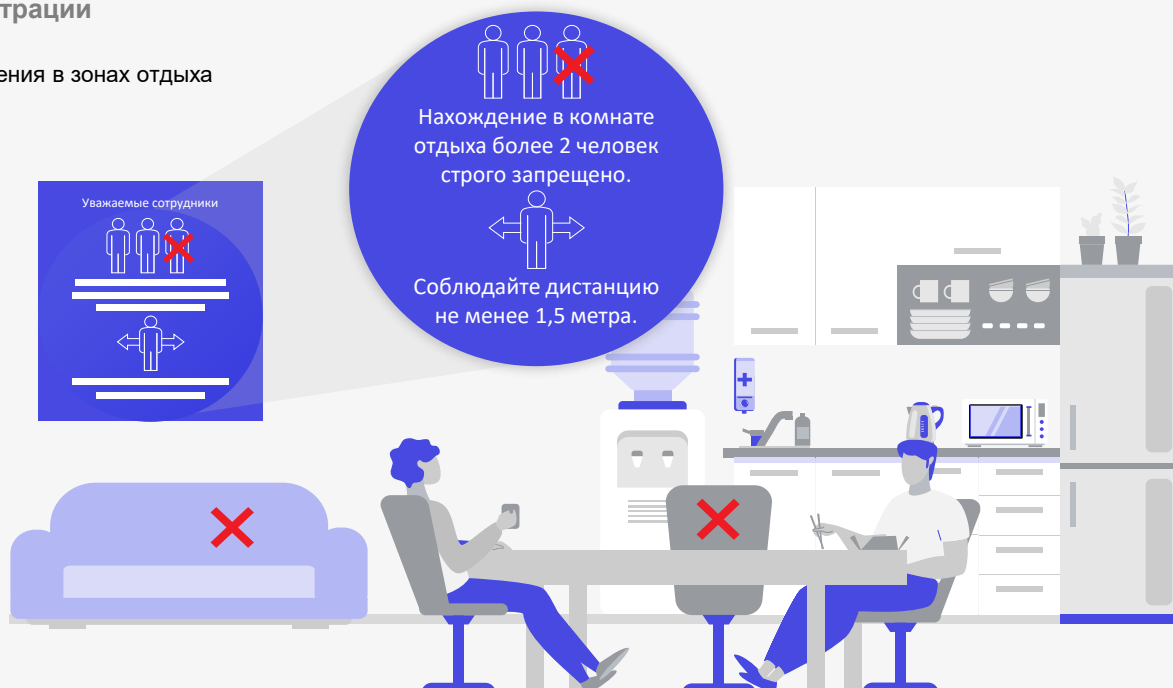 трации
ения в зонах отдыха
Нахождение в комнате
отдыха более 2 человек
строго запрещено.
Соблюдайте дистанцию
не менее 1,5 метра.
Уважаемые сотрудники